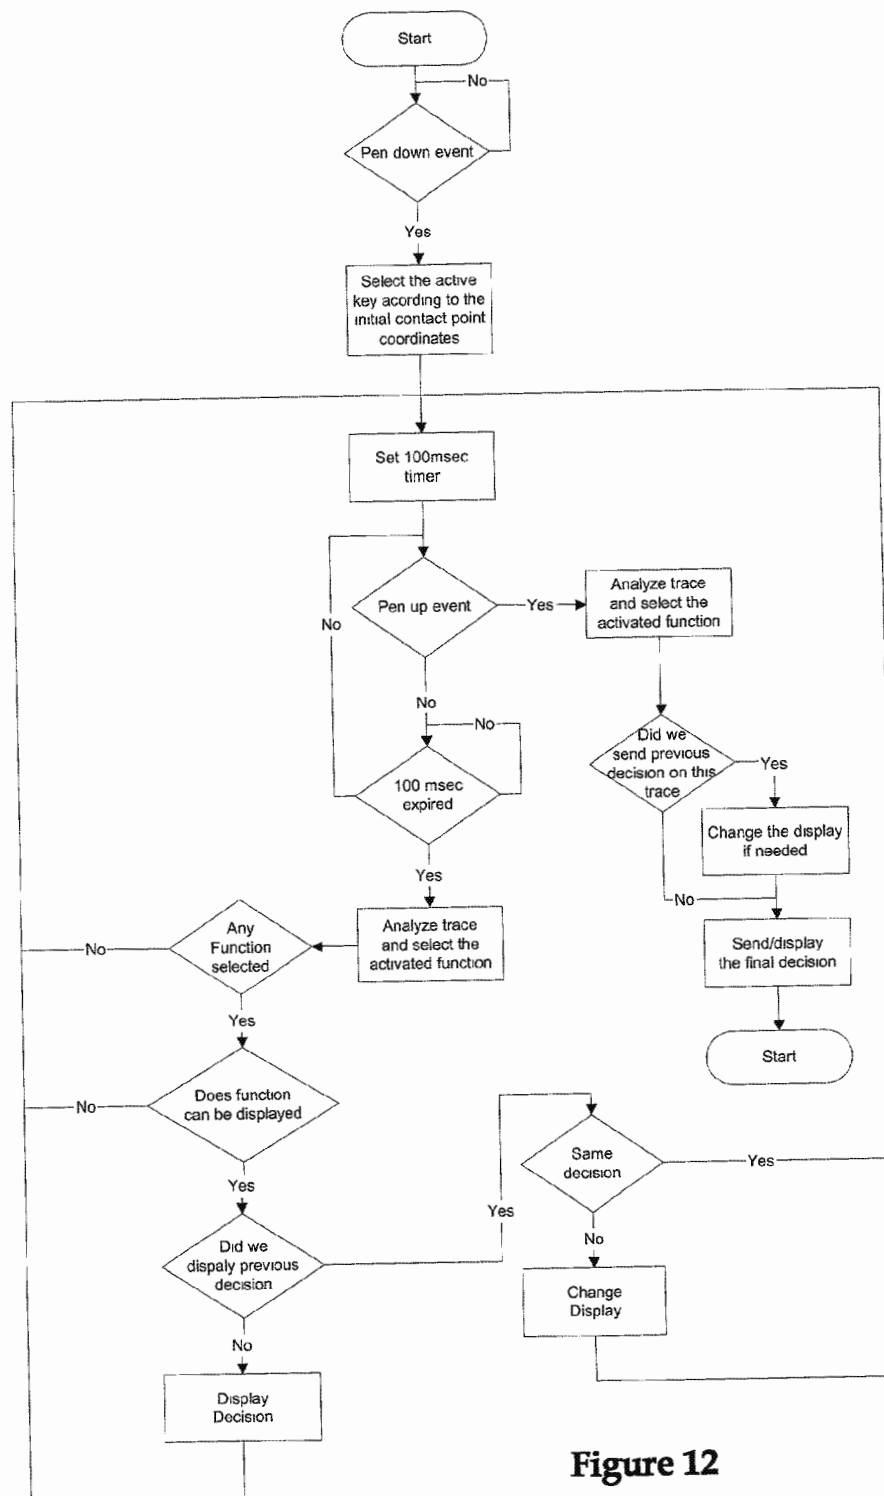 Start
No
Pen down event
Yes
Select the active
key acording to the
initial contact point
coordinates
Set 100msec
timer
Pen up event
Yes
Analyze trace
and select the
activated function
No
No
No
Did we
send previous
decision on this
trace
Yes
100 msec
expired
Change the display
if needed
Yes
No
Any
Function
selected
No
Analyze trace
and select the
activated function
Send/display
the final decision
Yes
Start
Does function
can be displayed
No
Same
decision
Yes
Yes
Yes
Did we
dispaly previous
decision
No
Change
Display
No
Display
Decision
Figure 12